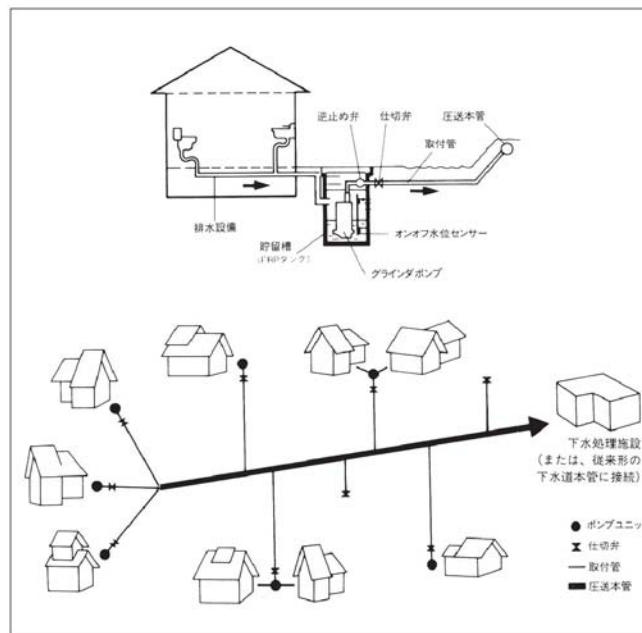 逆止め弁
仕切弁
圧送本管
取付管
排水設備
貯留槽
(FRPタンク)
オンオフ水位センサー
グラインダポンプ
下水処理施設
(または、従来形の
下水道本管に接続)
ポンプユニット
仕切弁
取付管
圧送本管